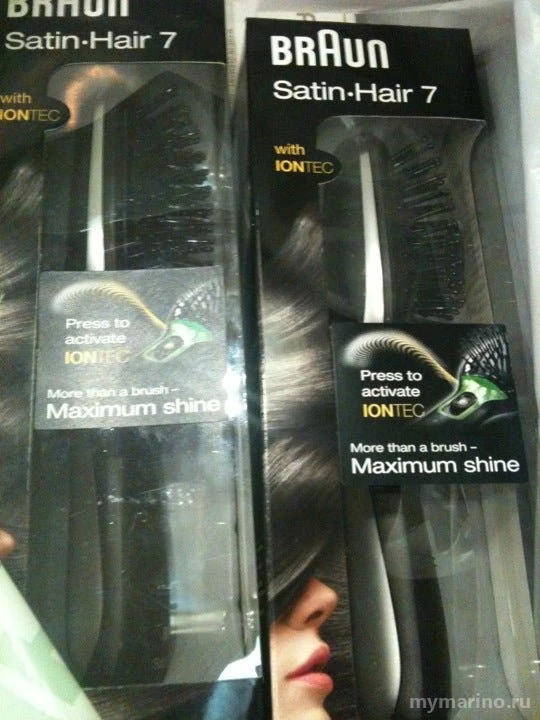 BRAUN
Satin·Hair 7
with
IONTEC
Press to
activate
IONTEC
More than a brush –
Maximum shine
BRAUN
Satin·Hair 7
with
IONTEC
Press to
activate
IONTEC
More than a brush –
Maximum shine
mymarino.ru